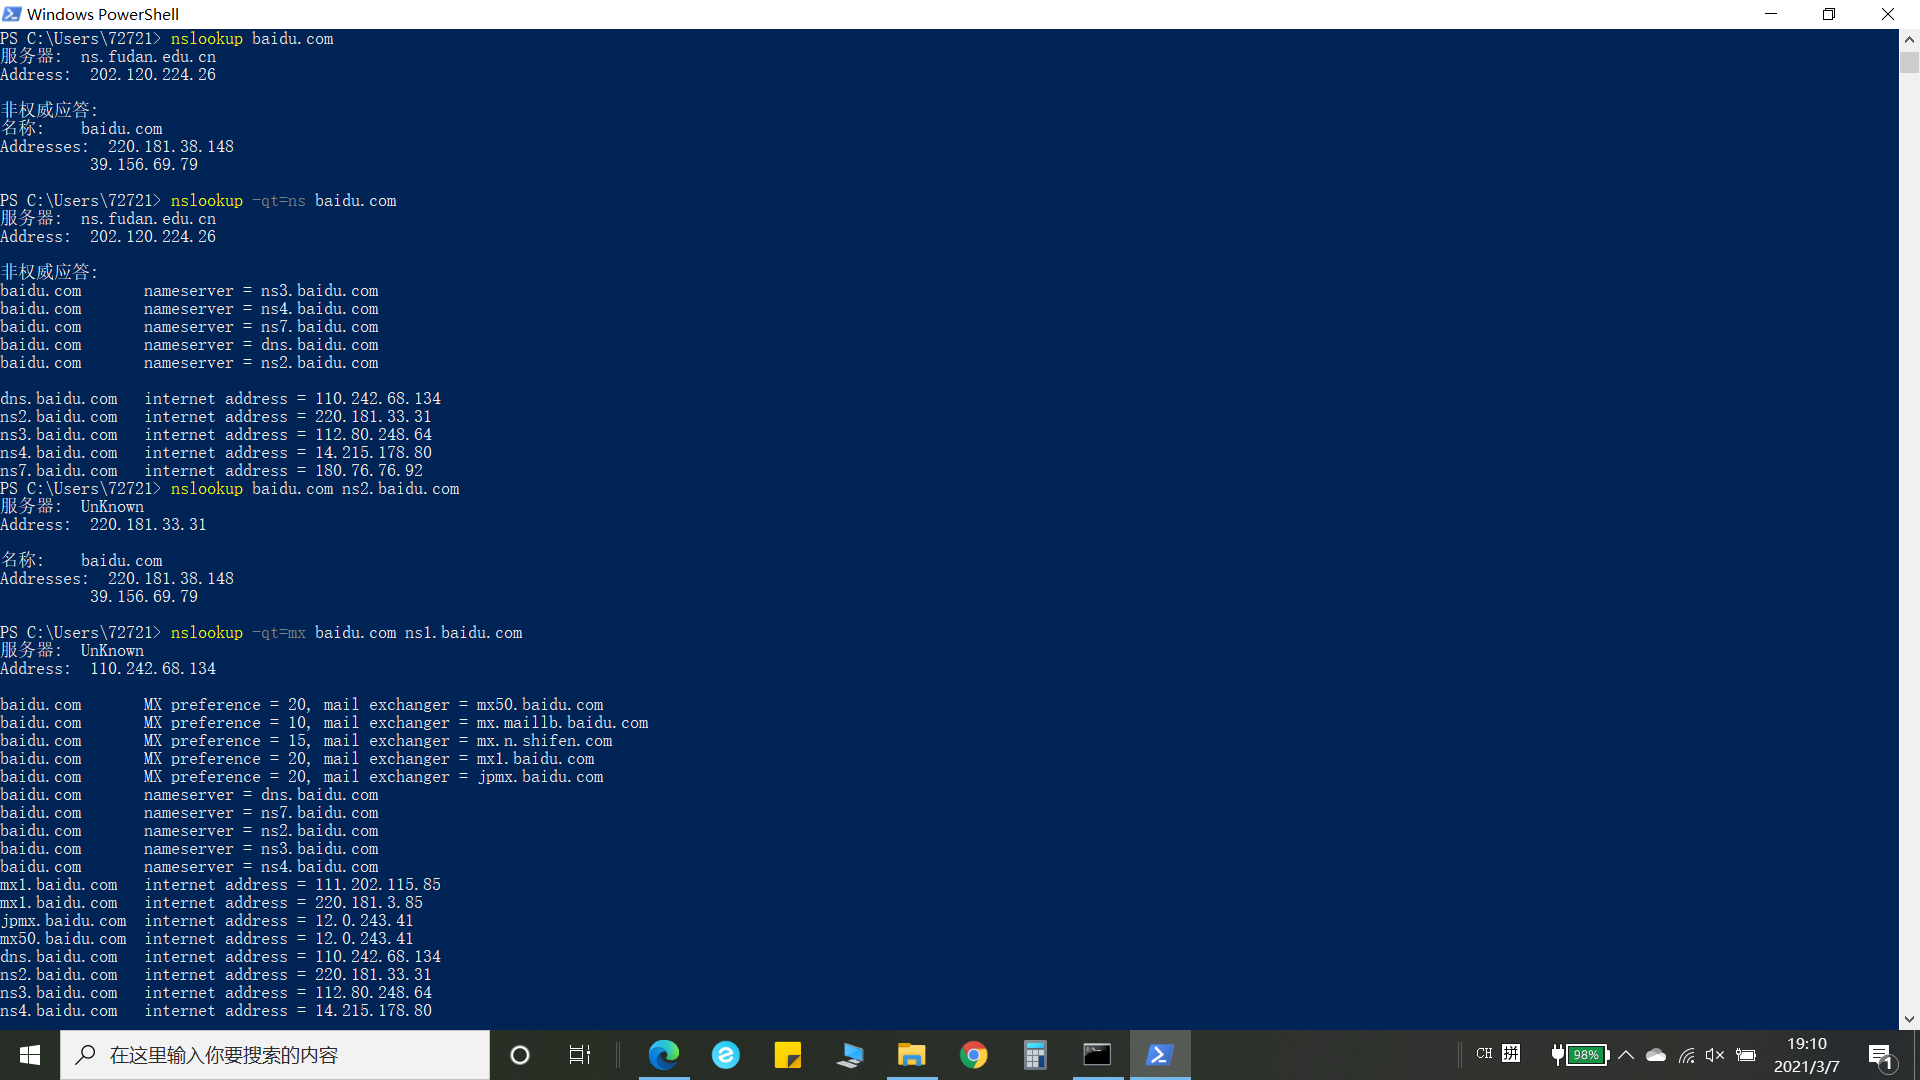 Windows PowerShell
PS C:\Users\72721> nslookup baidu.com
服务器:  ns.fudan.edu.cn
Address:  202.120.224.26
非权威应答:
名称:    baidu.com
Addresses:  220.181.38.148
39.156.69.79
PS C:\Users\72721> nslookup -qt=ns baidu.com
服务器:  ns.fudan.edu.cn
Address:  202.120.224.26
非权威应答:
baidu.com       nameserver = ns3.baidu.com
baidu.com       nameserver = ns4.baidu.com
baidu.com       nameserver = ns7.baidu.com
baidu.com       nameserver = dns.baidu.com
baidu.com       nameserver = ns2.baidu.com
dns.baidu.com   internet address = 110.242.68.134
ns2.baidu.com   internet address = 220.181.33.31
ns3.baidu.com   internet address = 112.80.248.64
ns4.baidu.com   internet address = 14.215.178.80
ns7.baidu.com   internet address = 180.76.76.92
PS C:\Users\72721> nslookup baidu.com ns2.baidu.com
服务器:  UnKnown
Address:  220.181.33.31
名称:    baidu.com
Addresses:  220.181.38.148
39.156.69.79
PS C:\Users\72721> nslookup -qt=mx baidu.com ns1.baidu.com
服务器:  UnKnown
Address:  110.242.68.134
baidu.com       MX preference = 20, mail exchanger = mx50.baidu.com
baidu.com       MX preference = 10, mail exchanger = mx.maillb.baidu.com
baidu.com       MX preference = 15, mail exchanger = mx.n.shifen.com
baidu.com       MX preference = 20, mail exchanger = mx1.baidu.com
baidu.com       MX preference = 20, mail exchanger = jpmx.baidu.com
baidu.com       nameserver = dns.baidu.com
baidu.com       nameserver = ns7.baidu.com
baidu.com       nameserver = ns2.baidu.com
baidu.com       nameserver = ns3.baidu.com
baidu.com       nameserver = ns4.baidu.com
mx1.baidu.com   internet address = 111.202.115.85
mx1.baidu.com   internet address = 220.181.3.85
jpmx.baidu.com  internet address = 12.0.243.41
mx50.baidu.com  internet address = 12.0.243.41
dns.baidu.com   internet address = 110.242.68.134
ns2.baidu.com   internet address = 220.181.33.31
ns3.baidu.com   internet address = 112.80.248.64
ns4.baidu.com   internet address = 14.215.178.80
在这里输入你要搜索的内容
CH 拼 98% 19:10
2021/3/7
1